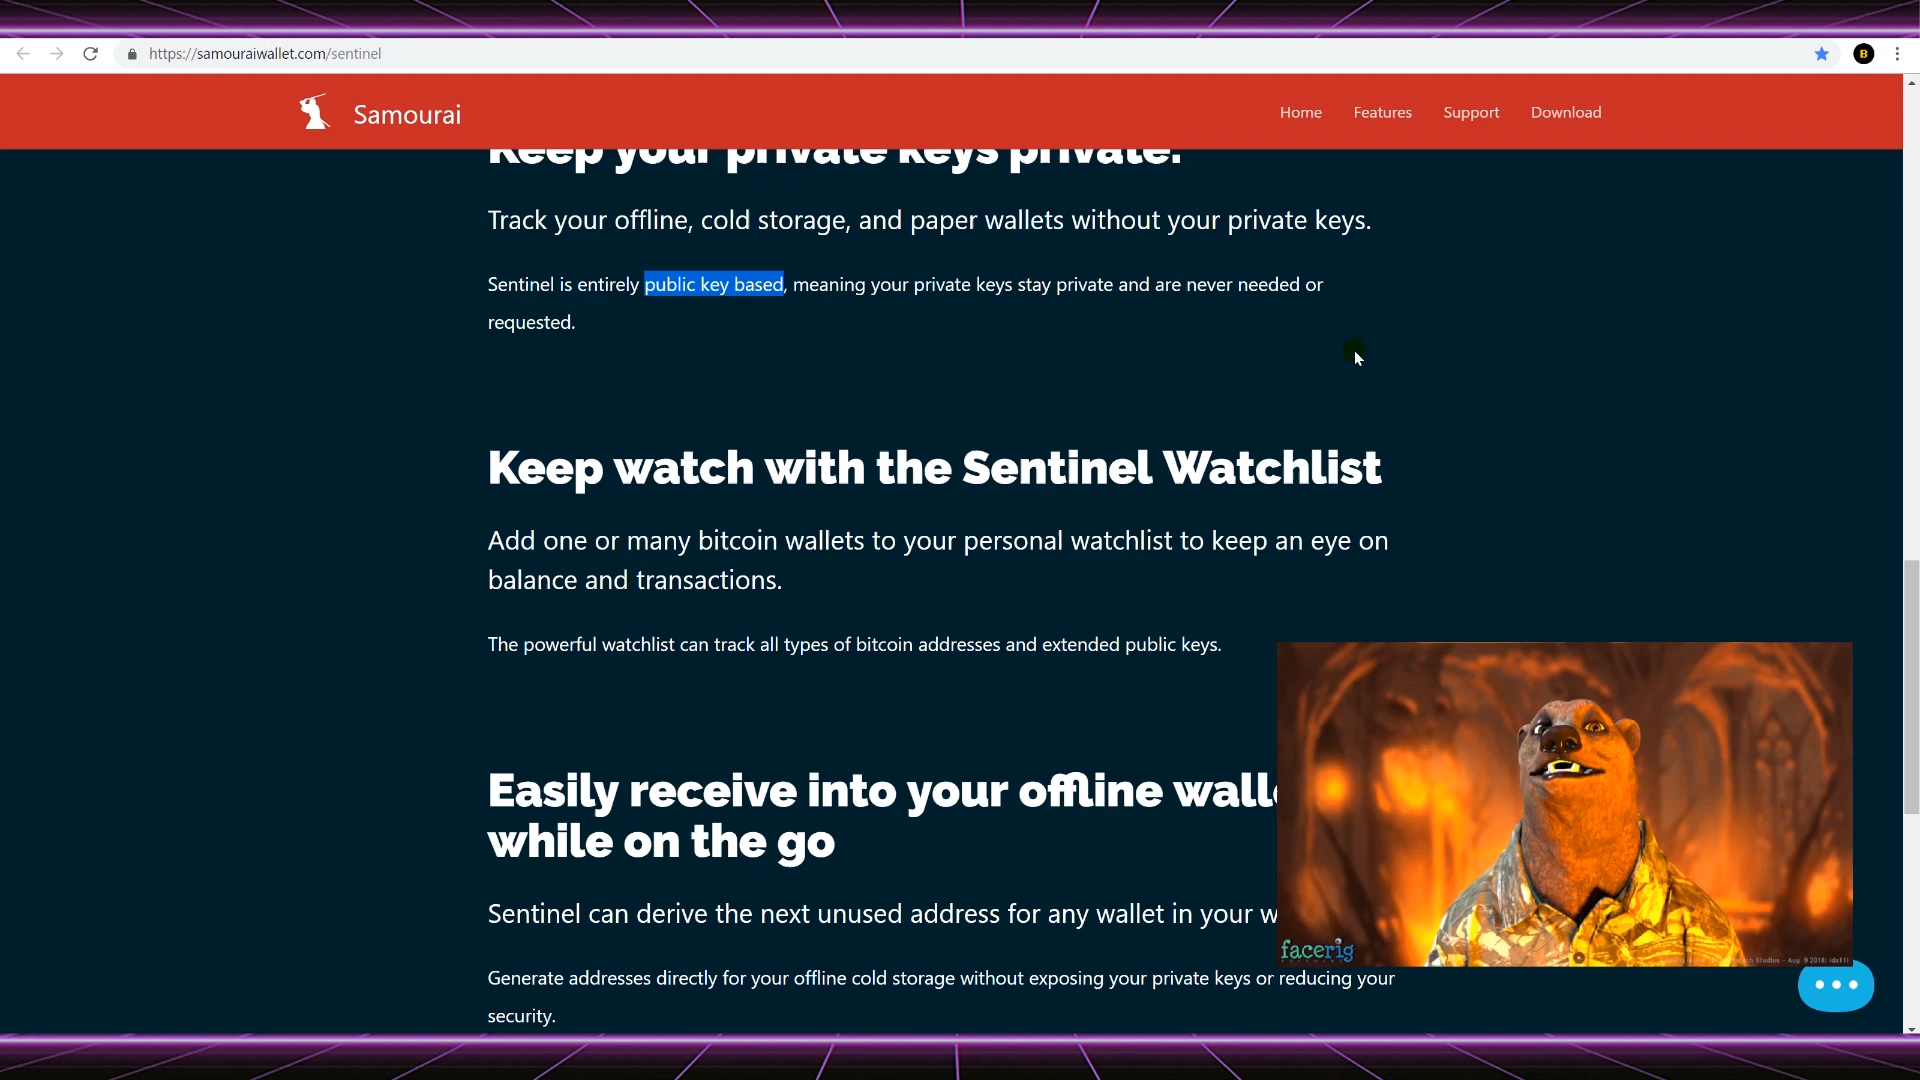 https://samouraiwallet.com/sentinel
B
Samourai
Home Features Support Download
Keep your private keys private.
Track your offline, cold storage, and paper wallets without your private keys.
Sentinel is entirely public key based, meaning your private keys stay private and are never needed or
requested.
Keep watch with the Sentinel Watchlist
Add one or many bitcoin wallets to your personal watchlist to keep an eye on
balance and transactions.
The powerful watchlist can track all types of bitcoin addresses and extended public keys.
Easily receive into your offline
while on the go
Sentinel can derive the next unused address for any wallet in your
facerig
Generate addresses directly for your offline cold storage without exposing your private keys or reducing your
security.